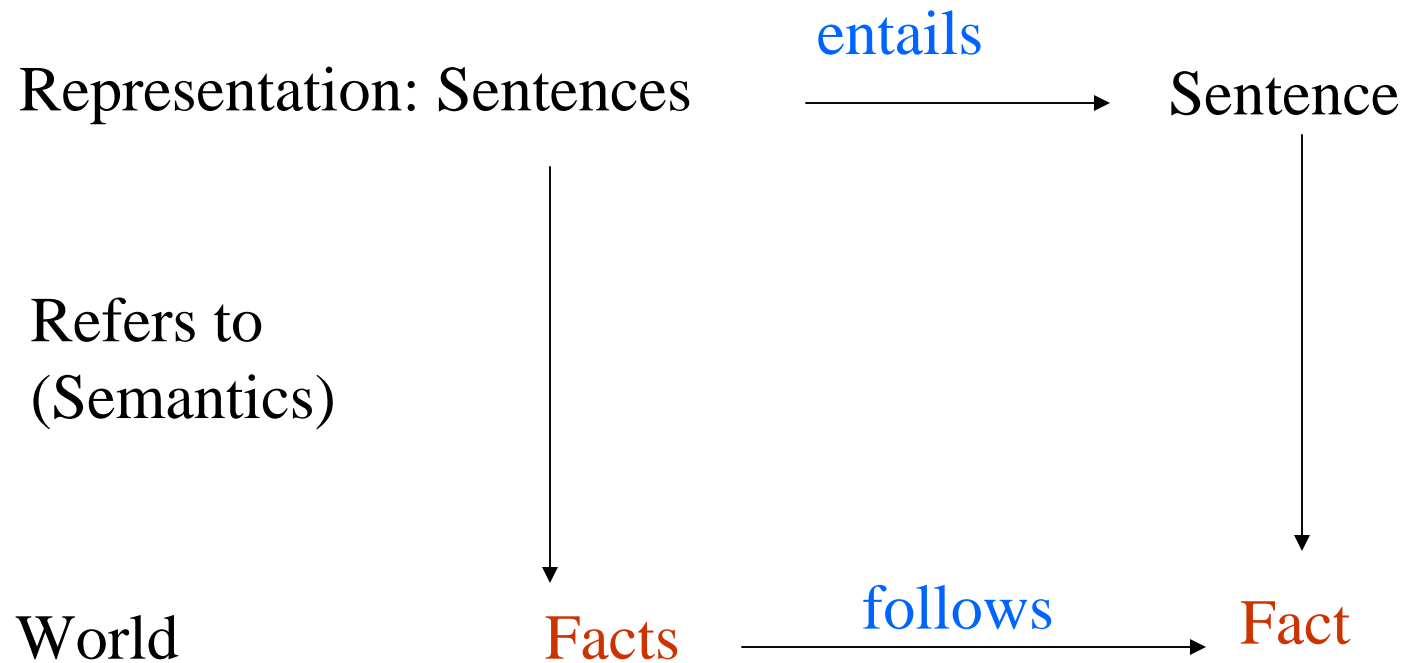 entails
Representation: Sentences
Sentence
Refers to
(Semantics)
follows
World
Facts
Fact